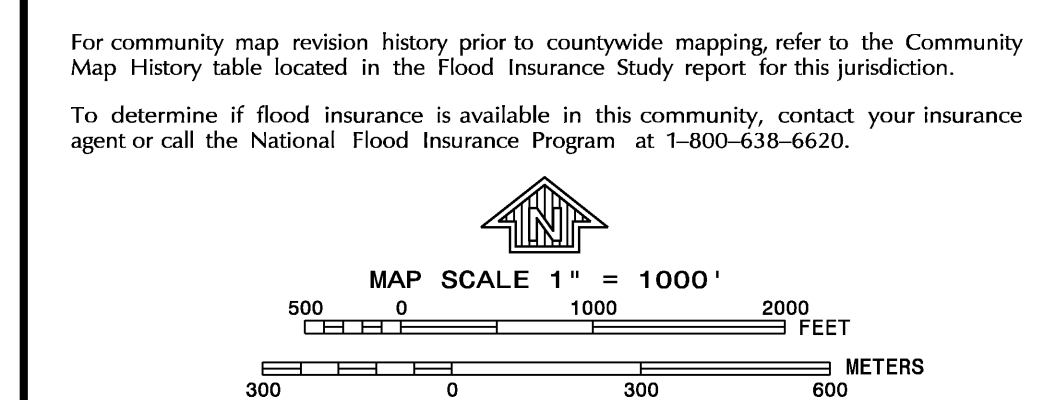 For community map revision history prior to countywide mapping, refer to the Community
Map History table located in the Flood Insurance Study report for this jurisdiction.
To determine if flood insurance is available in this community, contact your insurance
agent or call the National Flood Insurance Program at 1–800–638–6620.
N
MAP SCALE 1" = 1000'
500 0 1000 2000
FEET
METERS
300 0 300 600